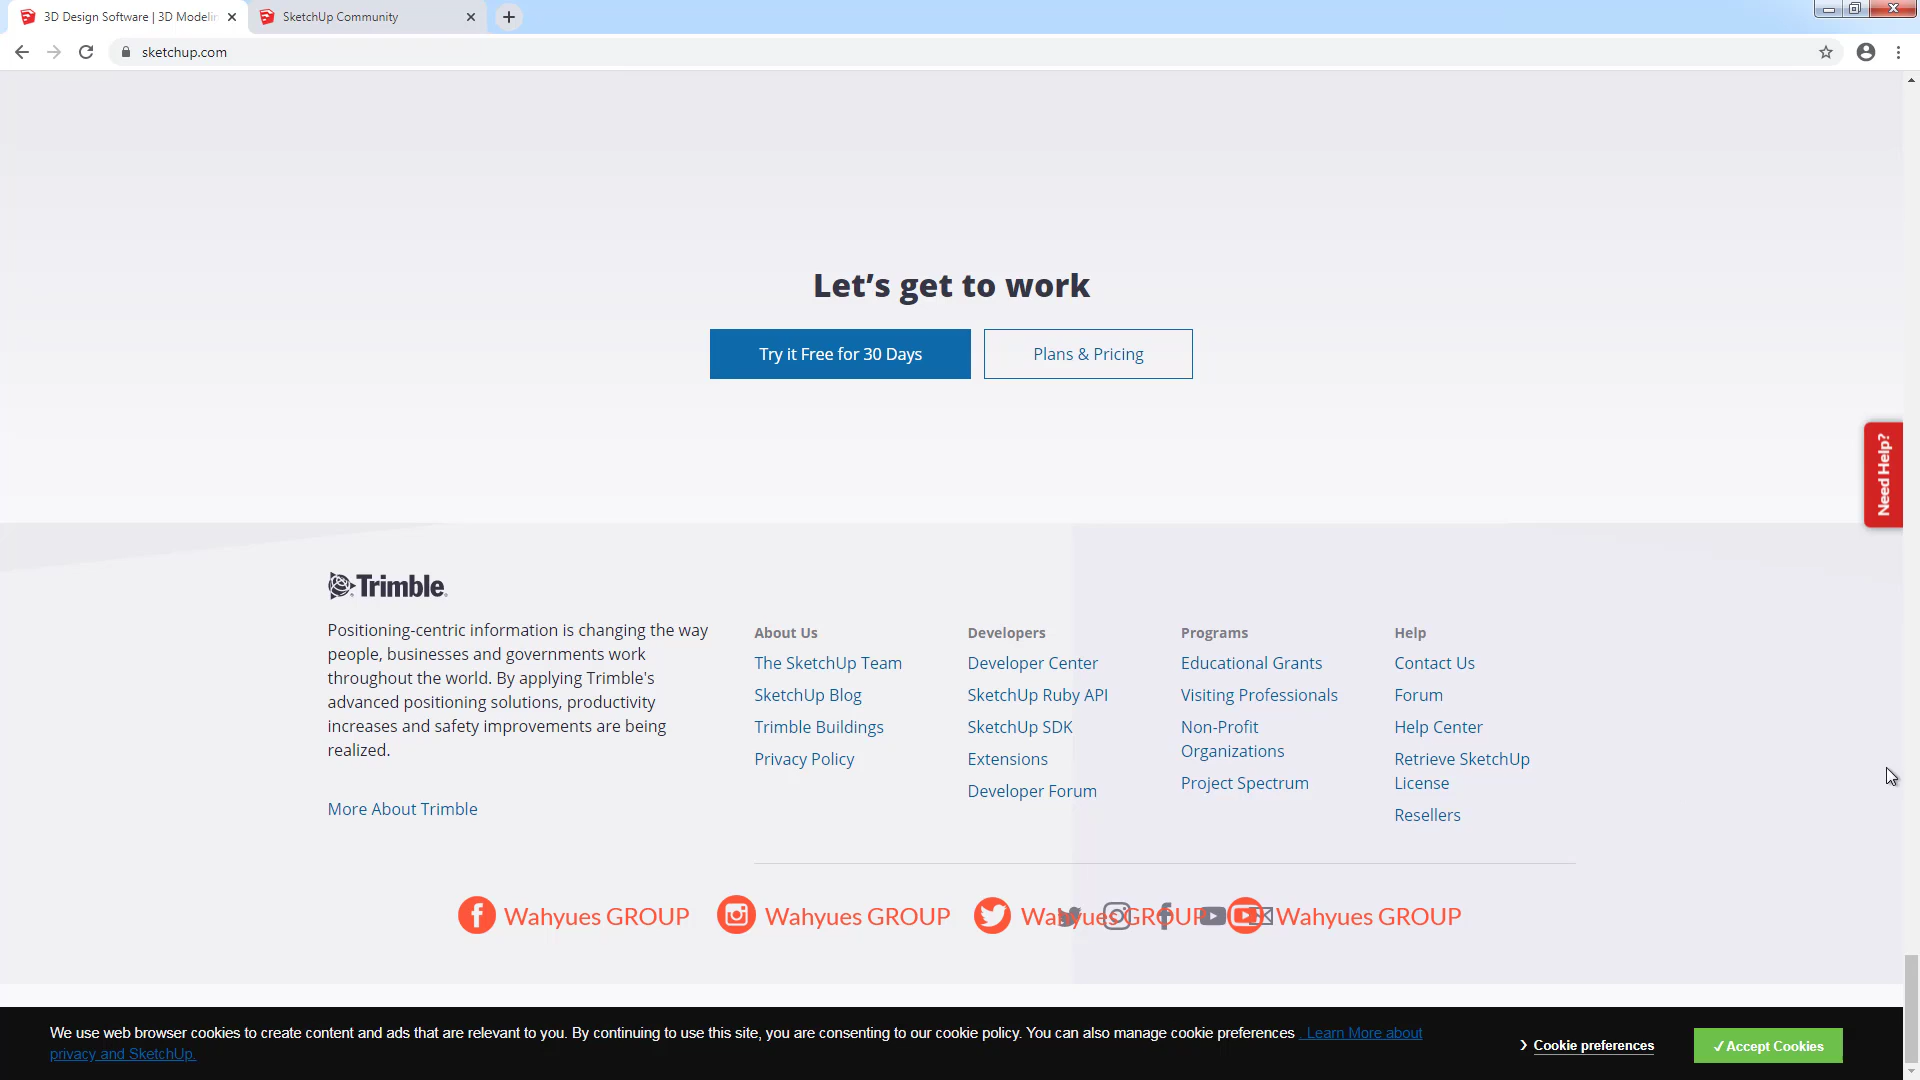 3D Design Software | 3D Modelin
SketchUp Community
sketchup.com
Let’s get to work
Try it Free for 30 Days
Plans & Pricing
Need Help?
Trimble
Positioning-centric information is changing the way
people, businesses and governments work
throughout the world. By applying Trimble's
advanced positioning solutions, productivity
increases and safety improvements are being
realized.
More About Trimble
About Us
The SketchUp Team
SketchUp Blog
Trimble Buildings
Privacy Policy
Developers
Developer Center
SketchUp Ruby API
SketchUp SDK
Extensions
Developer Forum
Programs
Educational Grants
Visiting Professionals
Non-Profit
Organizations
Project Spectrum
Help
Contact Us
Forum
Help Center
Retrieve SketchUp
License
Resellers
Wahyues GROUP Wahyues GROUP Wahyues GROUP Wahyues GROUP
We use web browser cookies to create content and ads that are relevant to you. By continuing to use this site, you are consenting to our cookie policy. You can also manage cookie preferences . Learn More about
privacy and SketchUp.
Cookie preferences
✓Accept Cookies